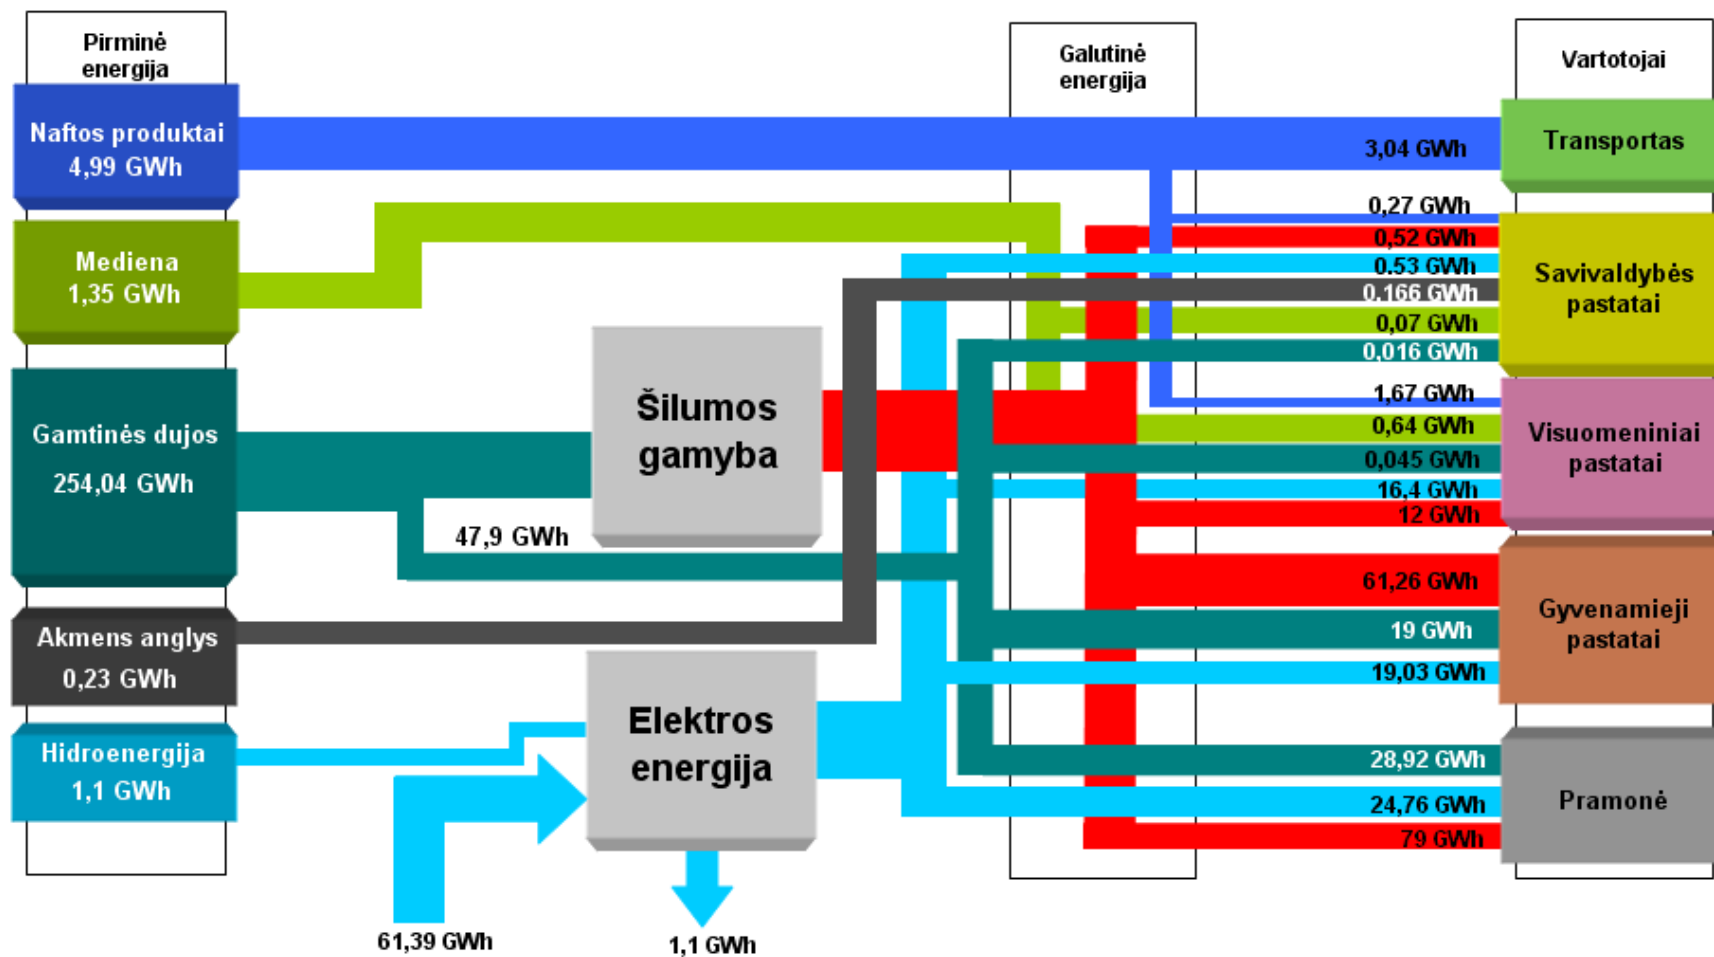 Pirminė
energija
Naftos produktai
4,99 GWh
Mediena
1,35 GWh
Gamtinės dujos
254,04 GWh
Akmens anglys
0,23 GWh
Hidroenergija
1,1 GWh
Šilumos
gamyba
47,9 GWh
Elektros
energija
61,39 GWh
1,1 GWh
Galutinė
energija
3,04 GWh
0,27 GWh
0,52 GWh
0.53 GWh
0.166 GWh
0,07 GWh
0,016 GWh
1,67 GWh
0,64 GWh
0,045 GWh
16,4 GWh
12 GWh
61,26 GWh
19 GWh
19,03 GWh
28,92 GWh
24,76 GWh
79 GWh
Vartotojai
Transportas
Savivaldybės
pastatai
Visuomeniniai
pastatai
Gyvenamieji
pastatai
Pramonė